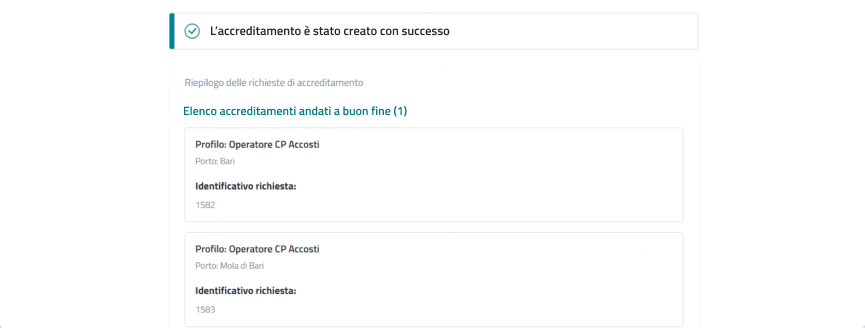 L'accreditamento è stato creato con successo
Riepilogo delle richieste di accreditamento
Elenco accreditamenti andati a buon fine (1)
Profilo: Operatore CP Accosti
Porto: Bari
Identificativo richiesta:
1582
Profilo: Operatore CP Accosti
Porto: Mola di Bari
Identificativo richiesta:
1583